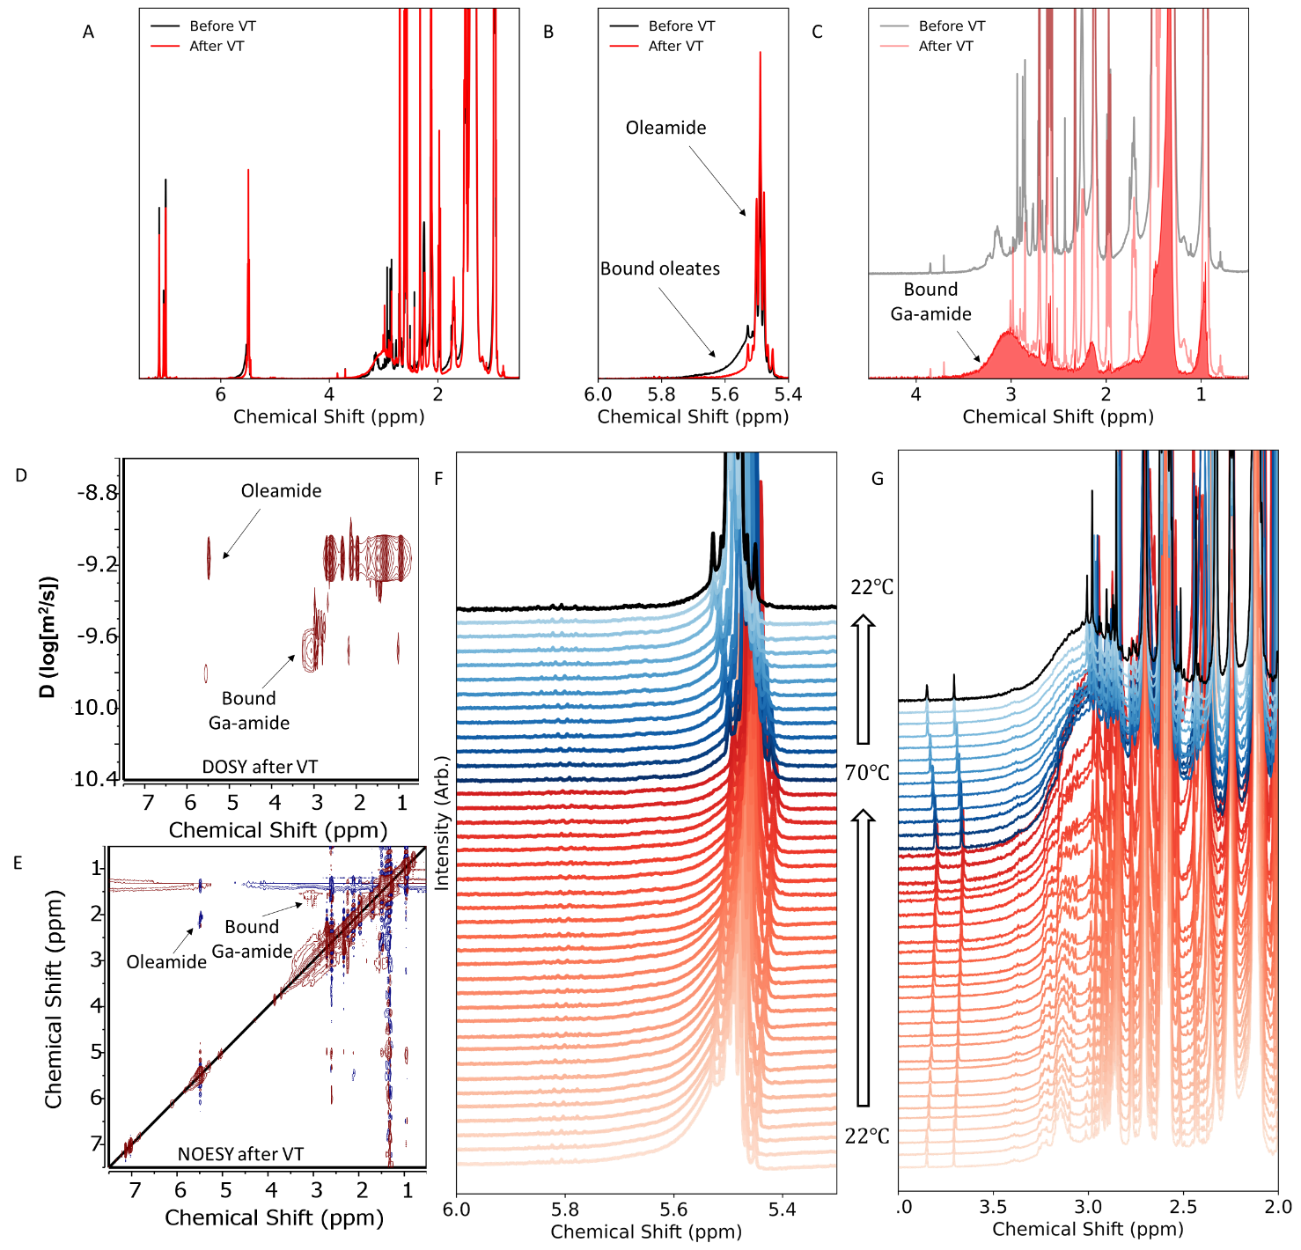 A
Before VT
After VT
6
4
2
Chemical Shift (ppm)
B
Before VT
After VT
Oleamide
Bound oleates
6.0
5.8
5.6
5.4
Chemical Shift (ppm)
C
Before VT
After VT
Bound
Ga-amide
4
3
2
1
Chemical Shift (ppm)
D
D (log[m²/s])
-8.8
-9.2
-9.6
10.0
10.4
Oleamide
Bound
Ga-amide
DOSY after VT
7
6
5
4
3
2
1
Chemical Shift (ppm)
E
Chemical Shift (ppm)
1
2
3
4
5
6
7
Bound
Ga-amide
Oleamide
NOESY after VT
7
6
5
4
3
2
1
Chemical Shift (ppm)
F
Intensity (Arb.)
6.0
5.8
5.6
5.4
Chemical Shift (ppm)
22°C
70°C
22°C
G
.0
3.5
3.0
2.5
2.0
Chemical Shift (ppm)